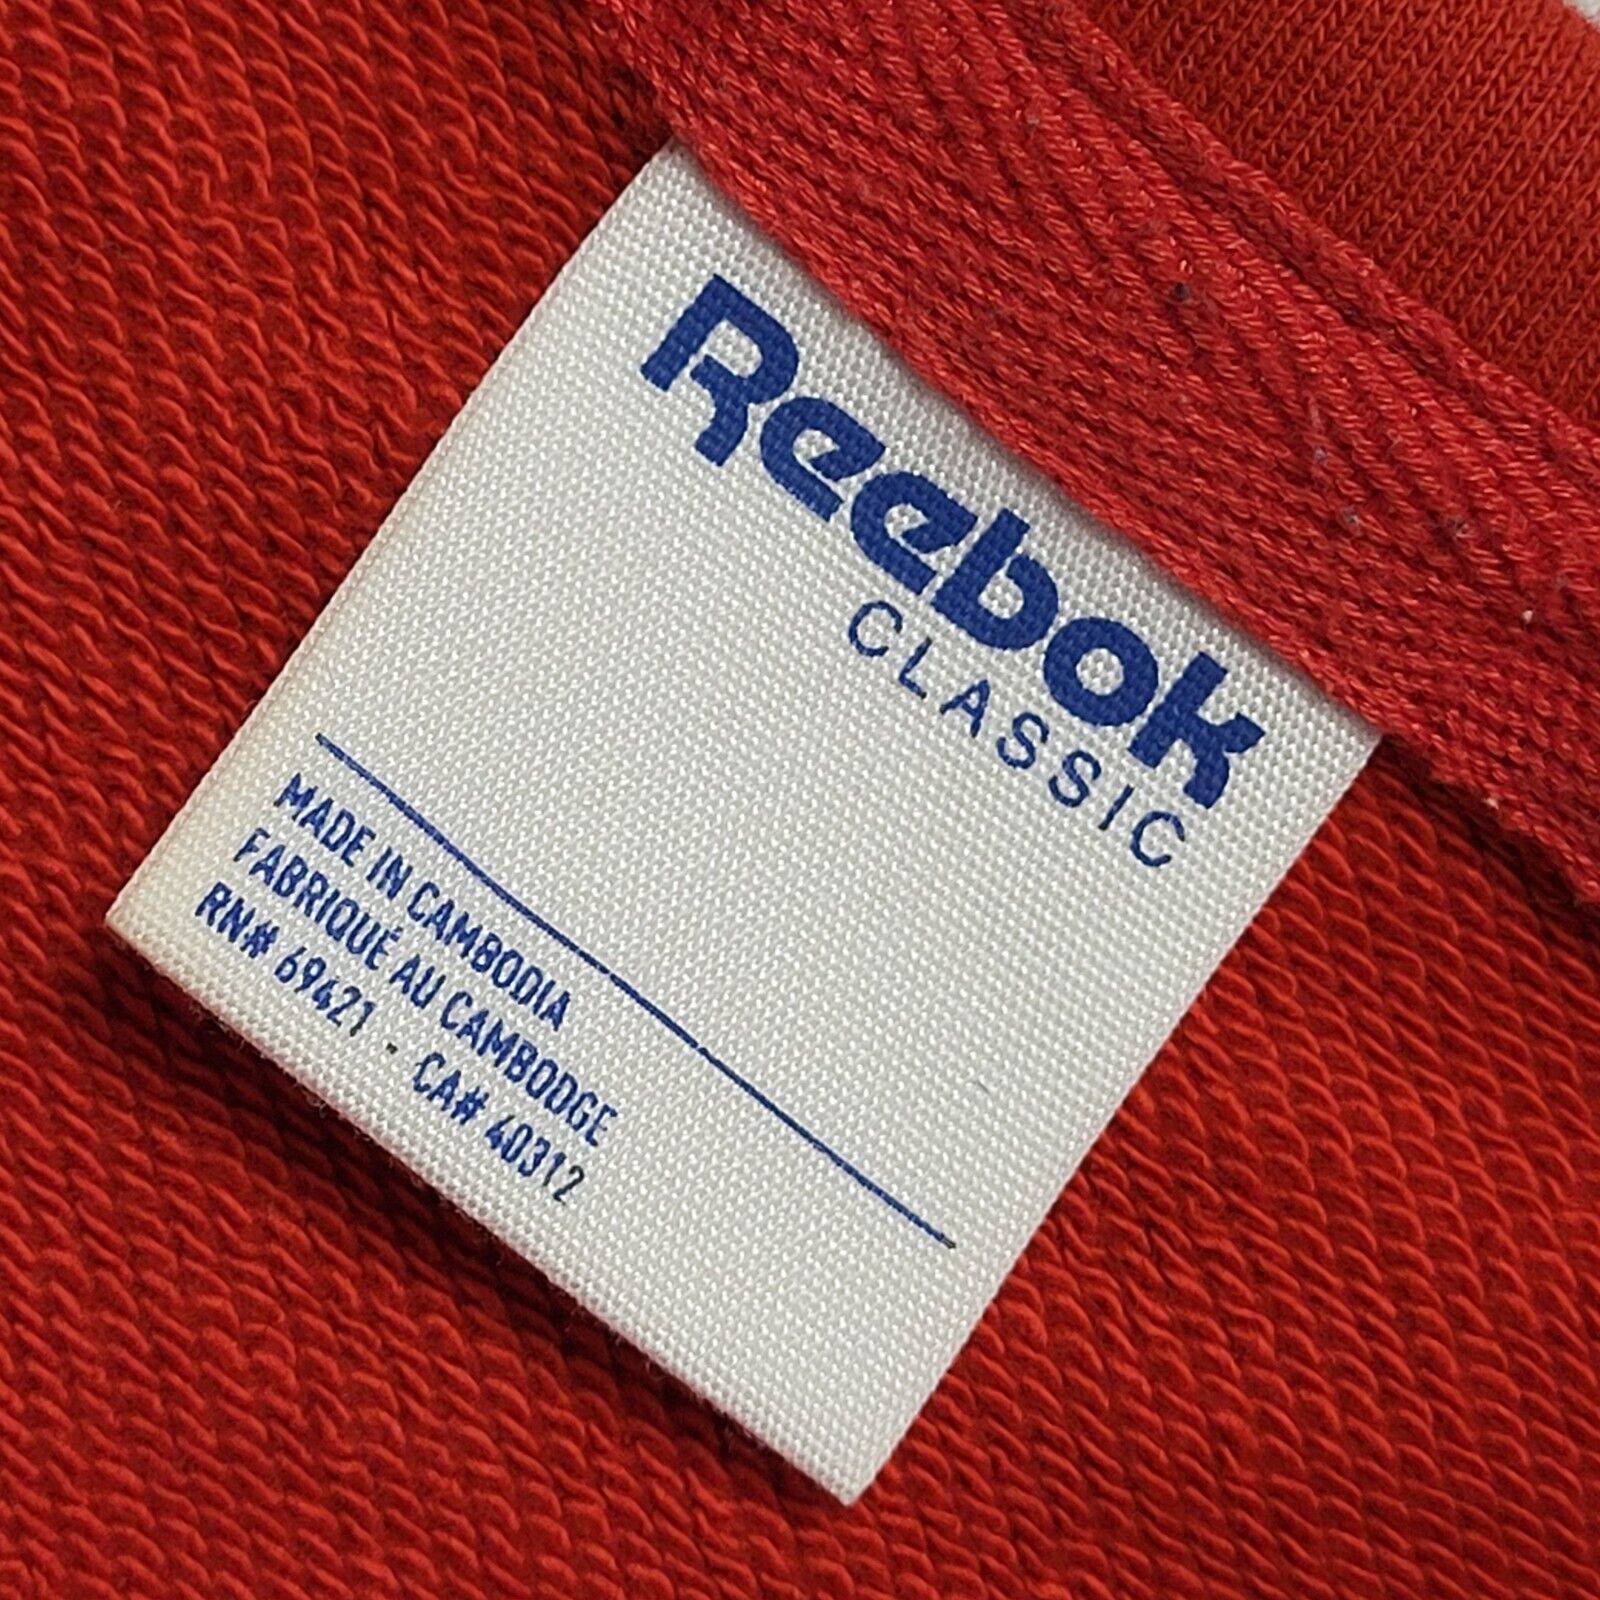 Reebok
CLASSIC
MADE IN CAMBODIA
FABRIQUÉ AU CAMBODGE
RN# 69421 - CA# 40312